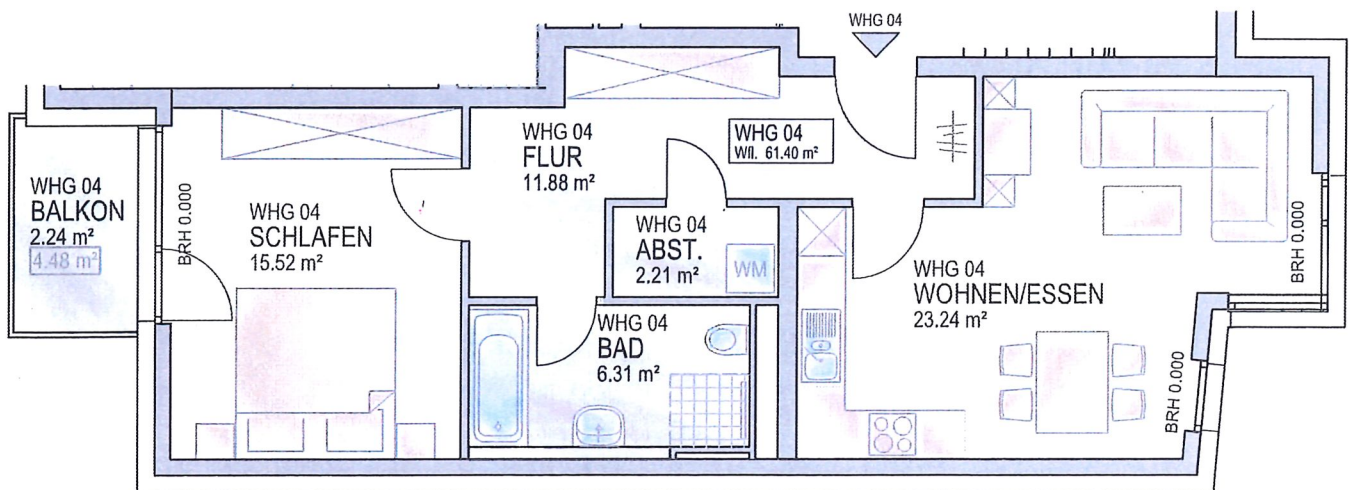 WHG 04
WHG 04
BALKON
2.24 m²
4.48 m²
BRH 0.000
WHG 04
SCHLAFEN
15.52 m²
WHG 04
FLUR
11.88 m²
WHG 04
Wfl. 61.40 m²
WHG 04
ABST.
2.21 m²
WM
WHG 04
BAD
6.31 m²
WHG 04
WOHNEN/ESSEN
23.24 m²
BRH 0.000
BRH 0.000